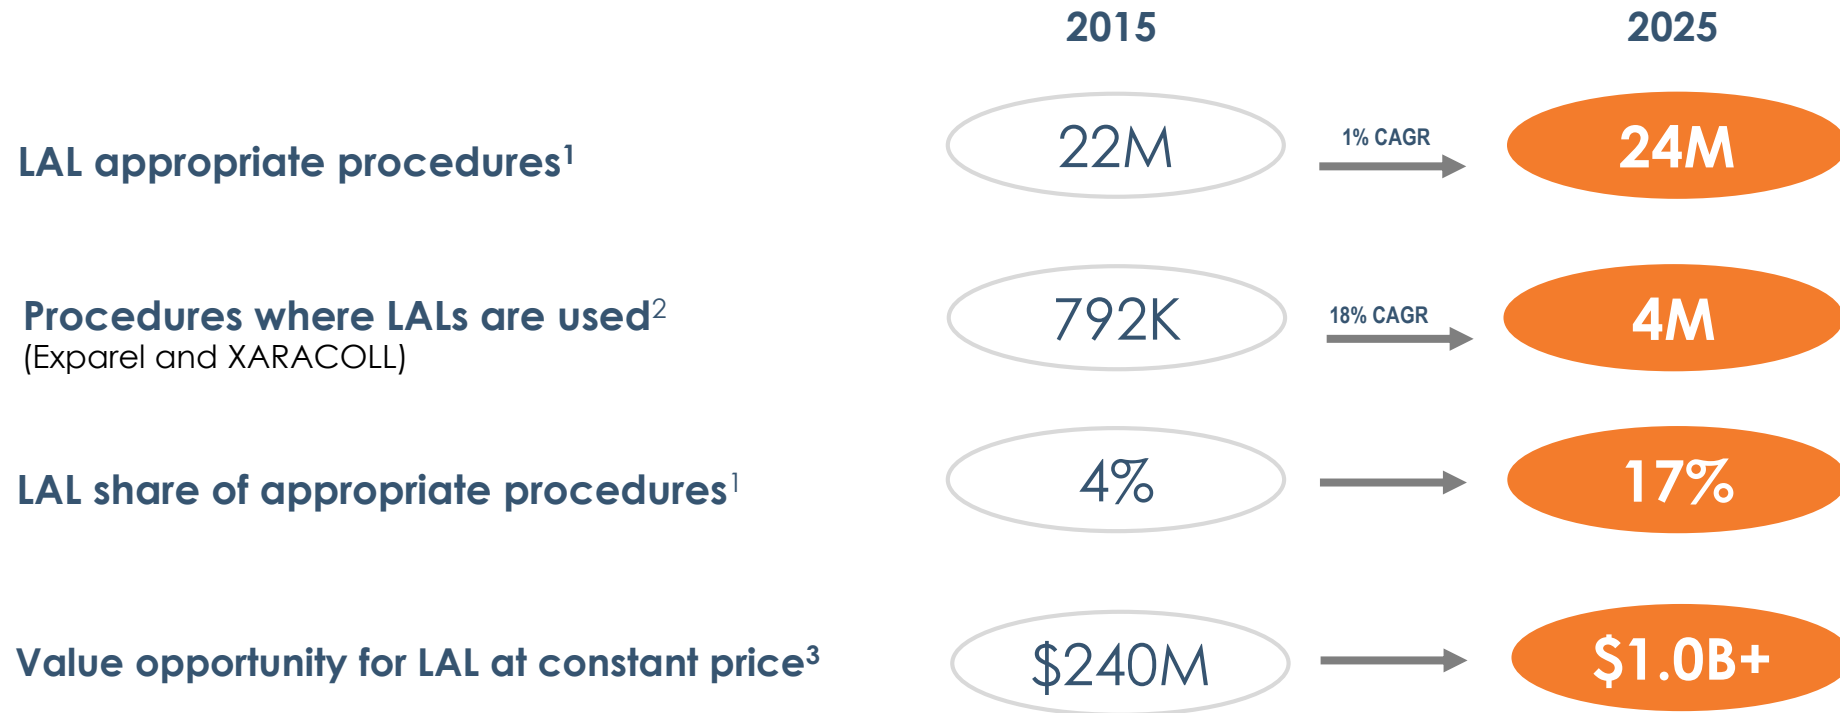 2015 2025
LAL appropriate procedures¹ 22M 1% CAGR 24M
Procedures where LALs are used² 792K 18% CAGR 4M
(Exparel and XARACOLL)
LAL share of appropriate procedures¹ 4% 17%
Value opportunity for LAL at constant price³ $240M $1.0B+